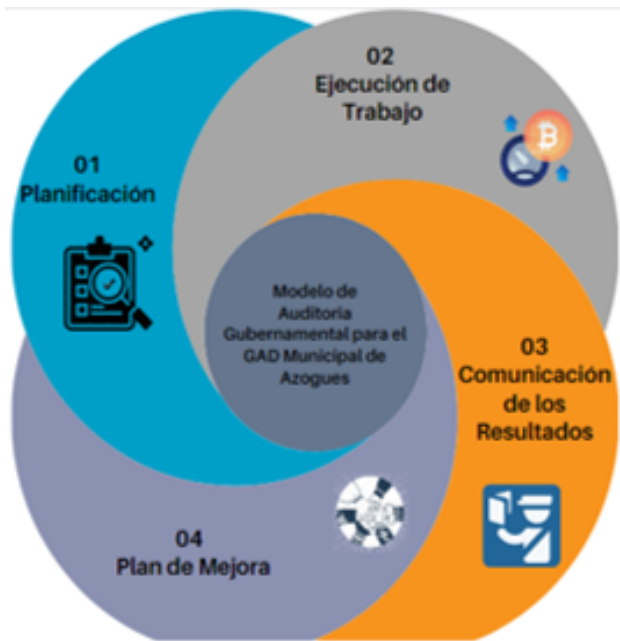 01
Planificación
02
Ejecución de
Trabajo
03
Comunicación
de los
Resultados
04
Plan de Mejora
Modelo de
Auditoria
Gubernamental para el
GAD Municipal de
Azogues